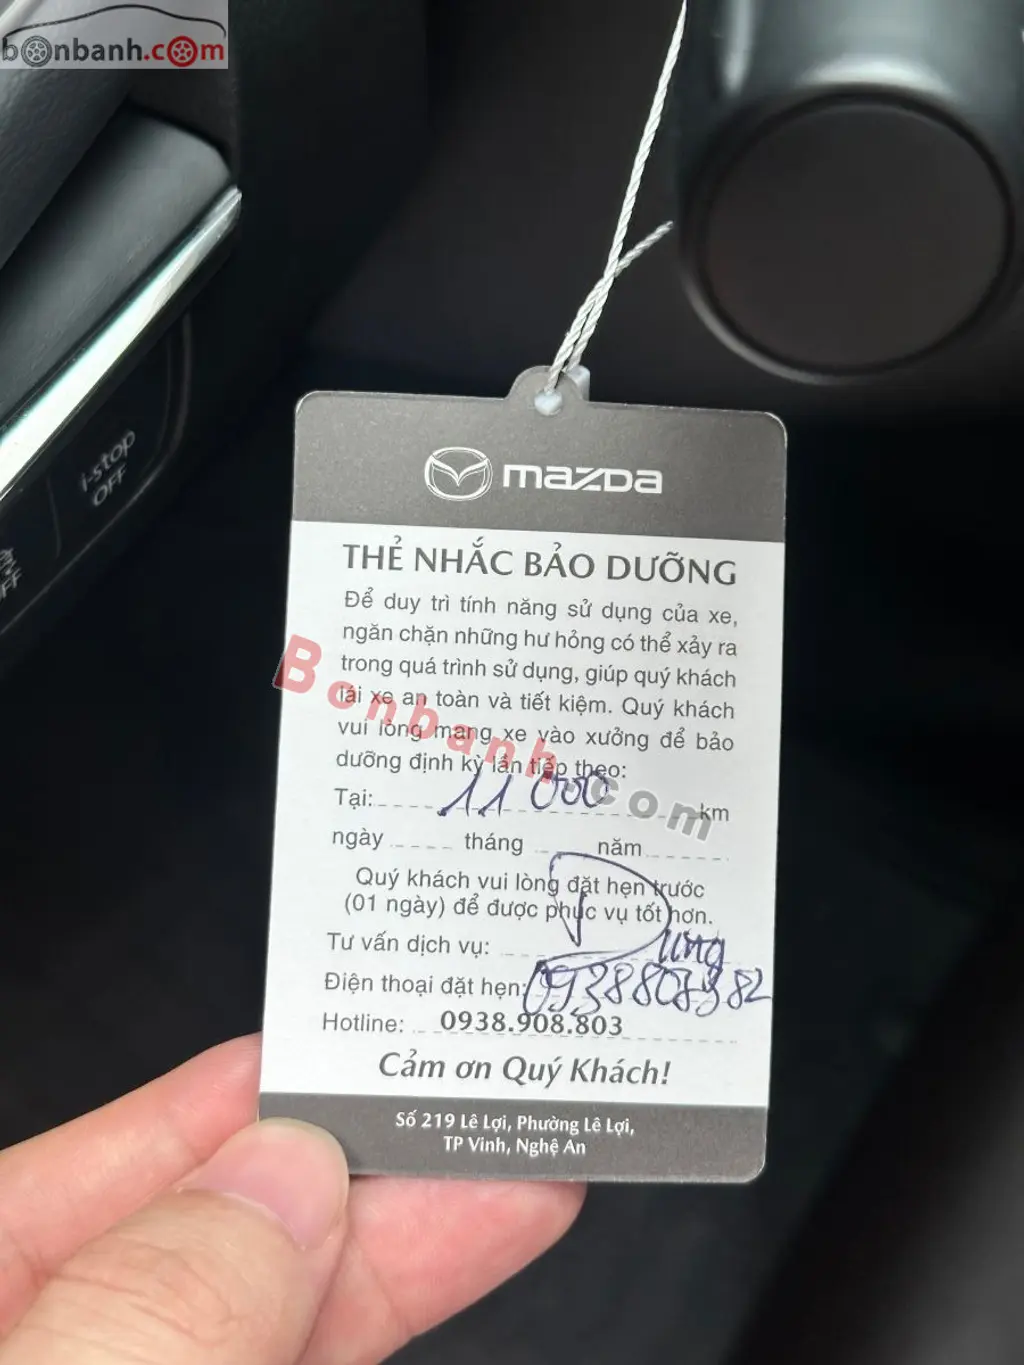 bonbanh.com
i-stop
OFF
OFF
mazda
THẺ NHẮC BẢO DƯỠNG
Để duy trì tính năng sử dụng của xe,
ngăn chặn những hư hỏng có thể xảy ra
trong quá trình sử dụng, giúp quý khách
lái xe an toàn và tiết kiệm. Quý khách
vui lòng mang xe vào xưởng để bảo
dưỡng định kỳ lần tiếp theo:
Bonbanh.com
Tại: 11 000 km
ngày tháng năm
Quý khách vui lòng đặt hẹn trước
(01 ngày) để được phục vụ tốt hơn.
Tư vấn dịch vụ: Dũng
Điện thoại đặt hẹn: 0938808382
Hotline: 0938.908.803
Cảm ơn Quý Khách!
Số 219 Lê Lợi, Phường Lê Lợi,
TP Vinh, Nghệ An